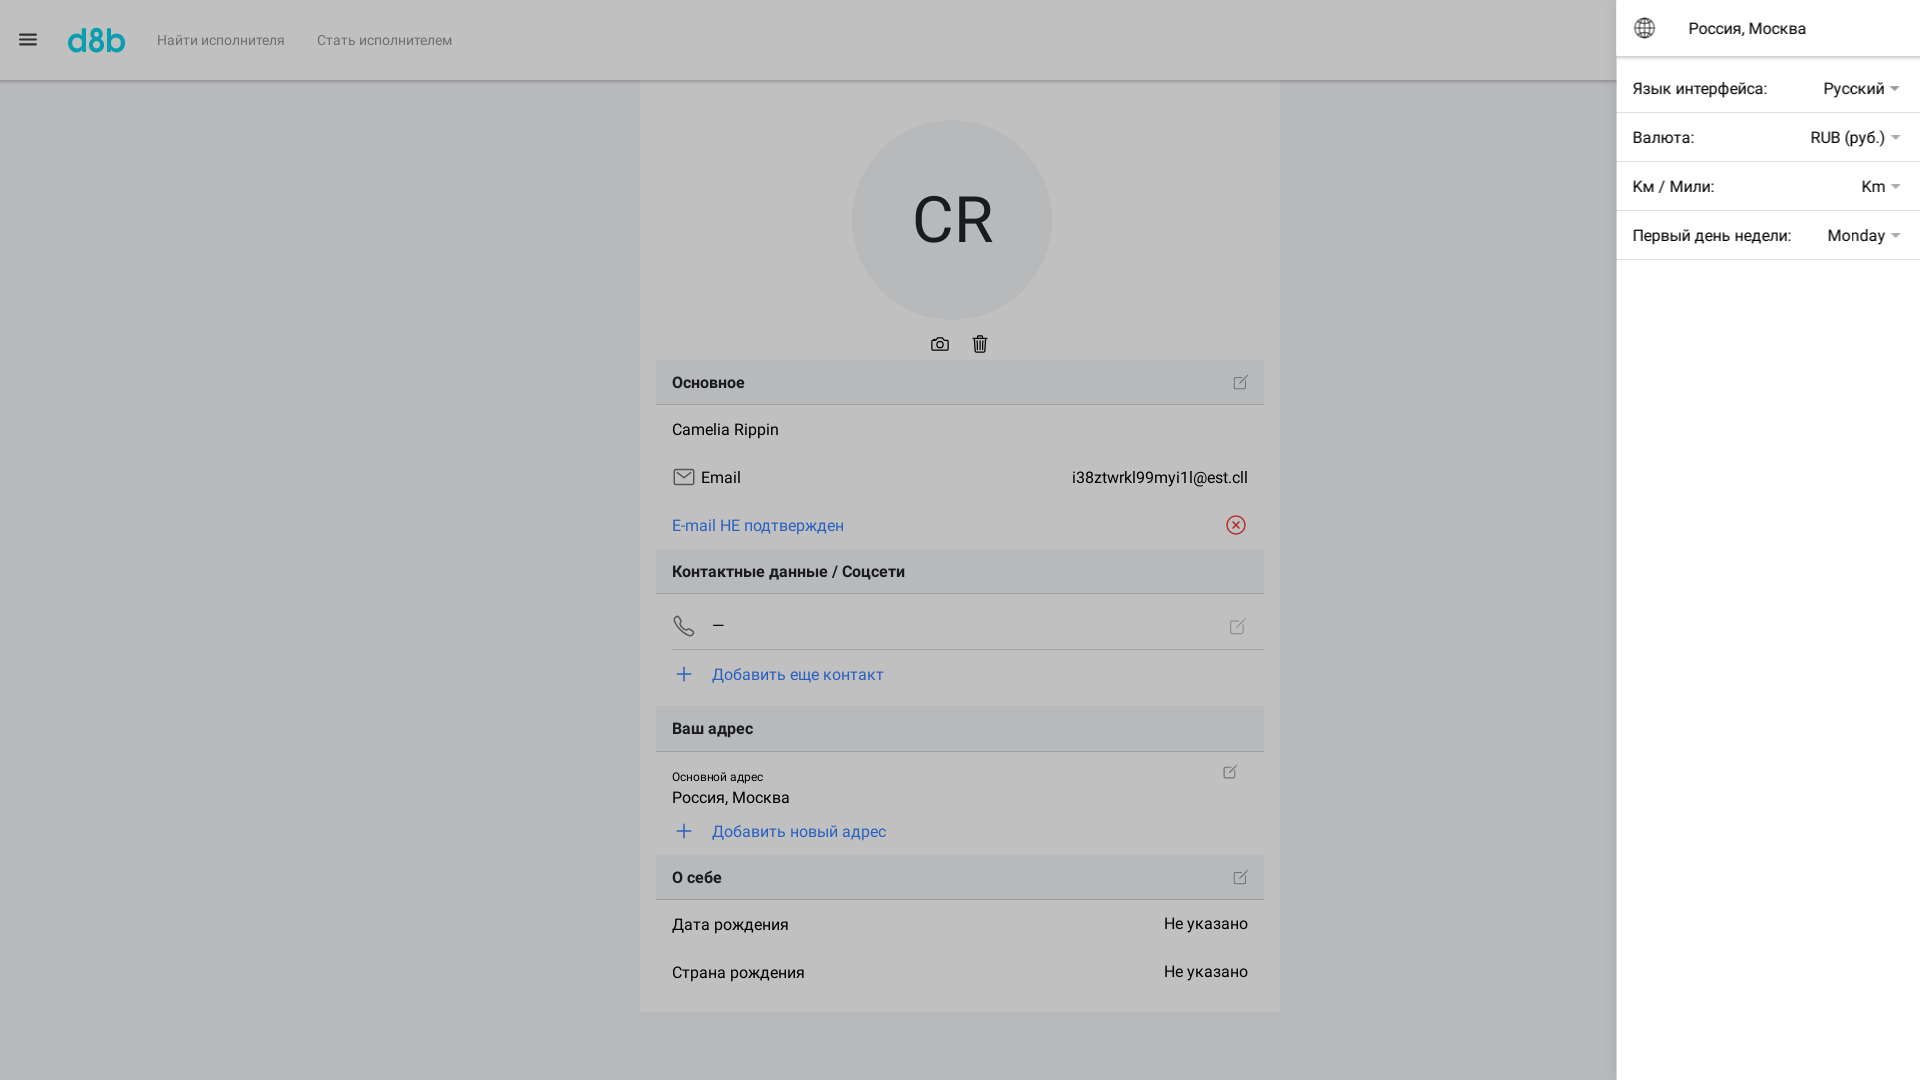 d8b
Найти исполнителя
Стать исполнителем
Россия, Москва
Язык интерфейса: Русский
Валюта: RUB (руб.)
Км / Мили: Km
Первый день недели: Monday
CR
Основное
Camelia Rippin
Email i38ztwrkl99myi1l@est.cll
E-mail НЕ подтвержден
Контактные данные / Соцсети
—
Добавить еще контакт
Ваш адрес
Основной адрес
Россия, Москва
Добавить новый адрес
О себе
Дата рождения Не указано
Страна рождения Не указано